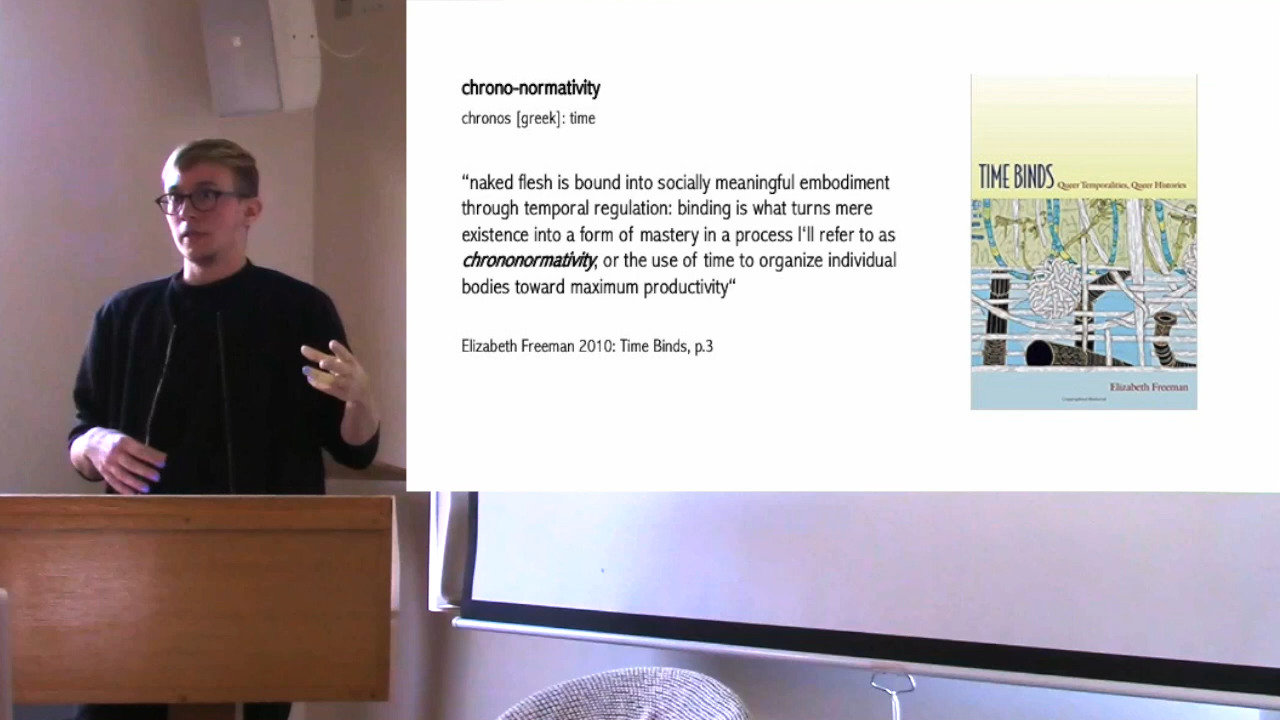 chrono-normativity
chronos [greek]: time
“naked flesh is bound into socially meaningful embodiment
through temporal regulation: binding is what turns mere
existence into a form of mastery in a process I'll refer to as
chrononormativity, or the use of time to organize individual
bodies toward maximum productivity“
Elizabeth Freeman 2010: Time Binds, p.3
TIME BINDS Queer Temporalities, Queer Histories
Elizabeth Freeman